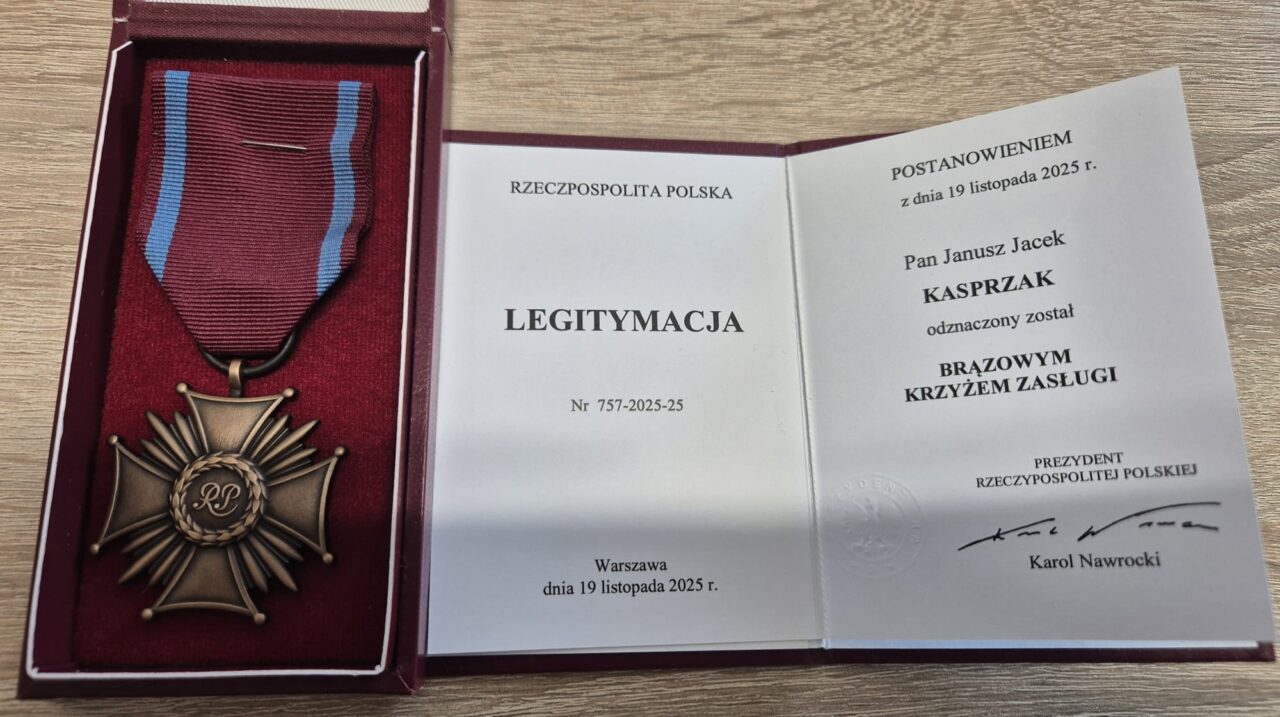 RP
RZECZPOSPOLITA POLSKA
LEGITYMACJA
Nr 757-2025-25
Warszawa
dnia 19 listopada 2025 r.
POSTANOWIENIEM
z dnia 19 listopada 2025 r.
Pan Janusz Jacek
KASPRZAK
odznaczony został
BRĄZOWYM
KRZYŻEM ZASŁUGI
PREZYDENT
RZECZYPOSPOLITEJ POLSKIEJ
Karol Nawrocki